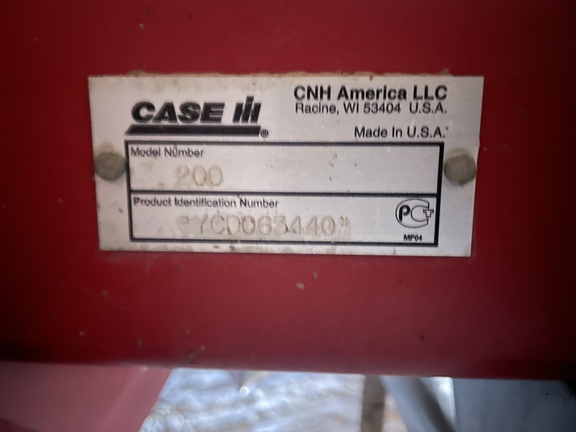 CASE IH
®
CNH America LLC
Racine, WI 53404 U.S.A.
Made In U.S.A.
Model Number
200
Product Identification Number
*YCD063440*
MP04